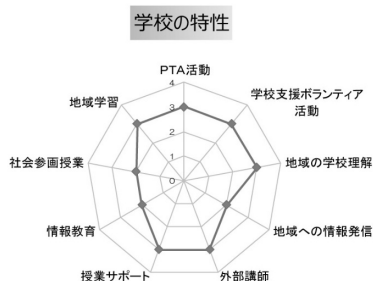 学校の特性
PTA活動
4
3
2
1
0
学校支援ボランティア
活動
地域の学校理解
地域への情報発信
外部講師
授業サポート
情報教育
社会参画授業
地域学習